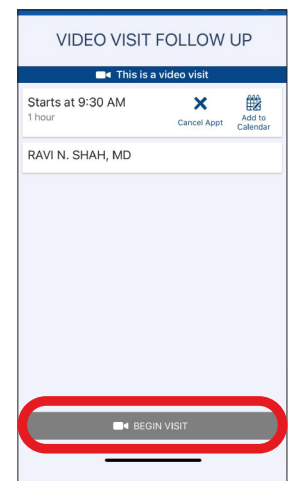 VIDEO VISIT FOLLOW UP
This is a video visit
Starts at 9:30 AM
1 hour
Cancel Appt
Add to
Calendar
RAVI N. SHAH, MD
BEGIN VISIT